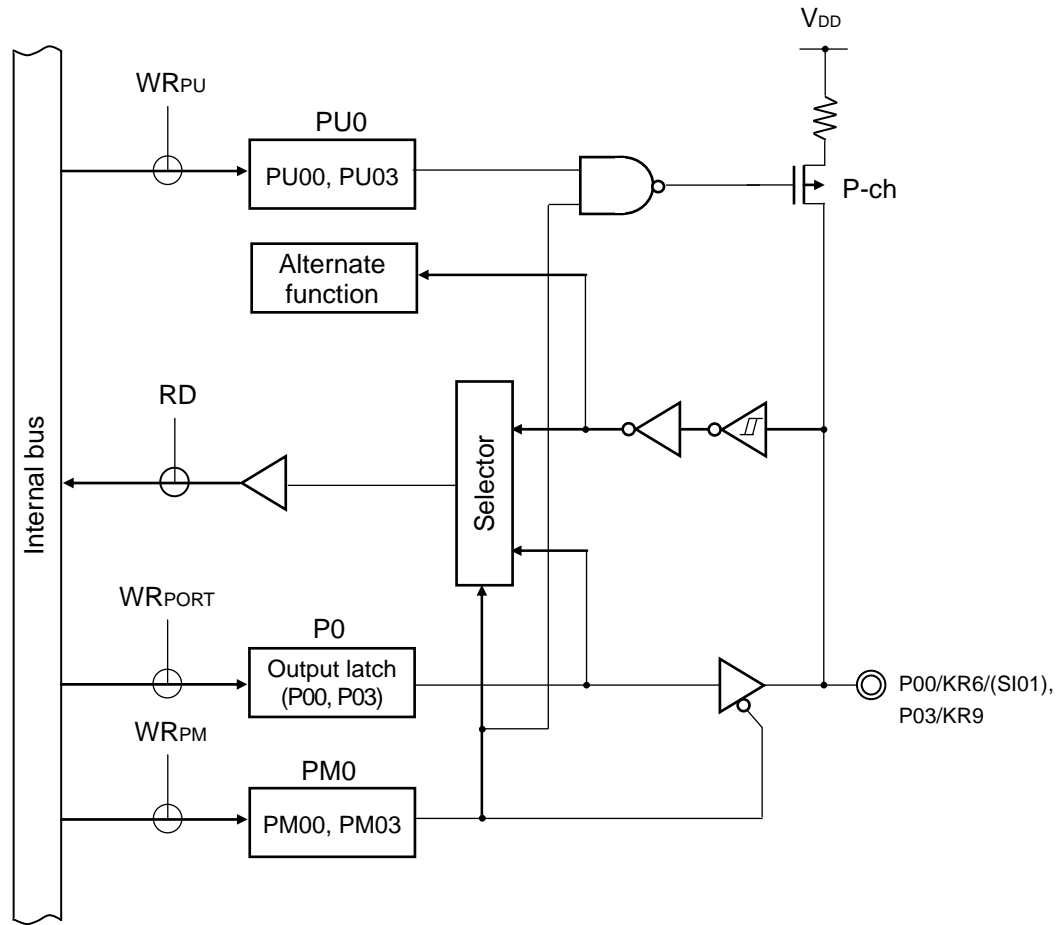 VDD
WRPU
PU0
PU00, PU03
P-ch
Alternate
function
RD
Selector
Internal bus
WRPORT
P0
Output latch
(P00, P03)
P00/KR6/(SI01),
P03/KR9
WRPM
PM0
PM00, PM03